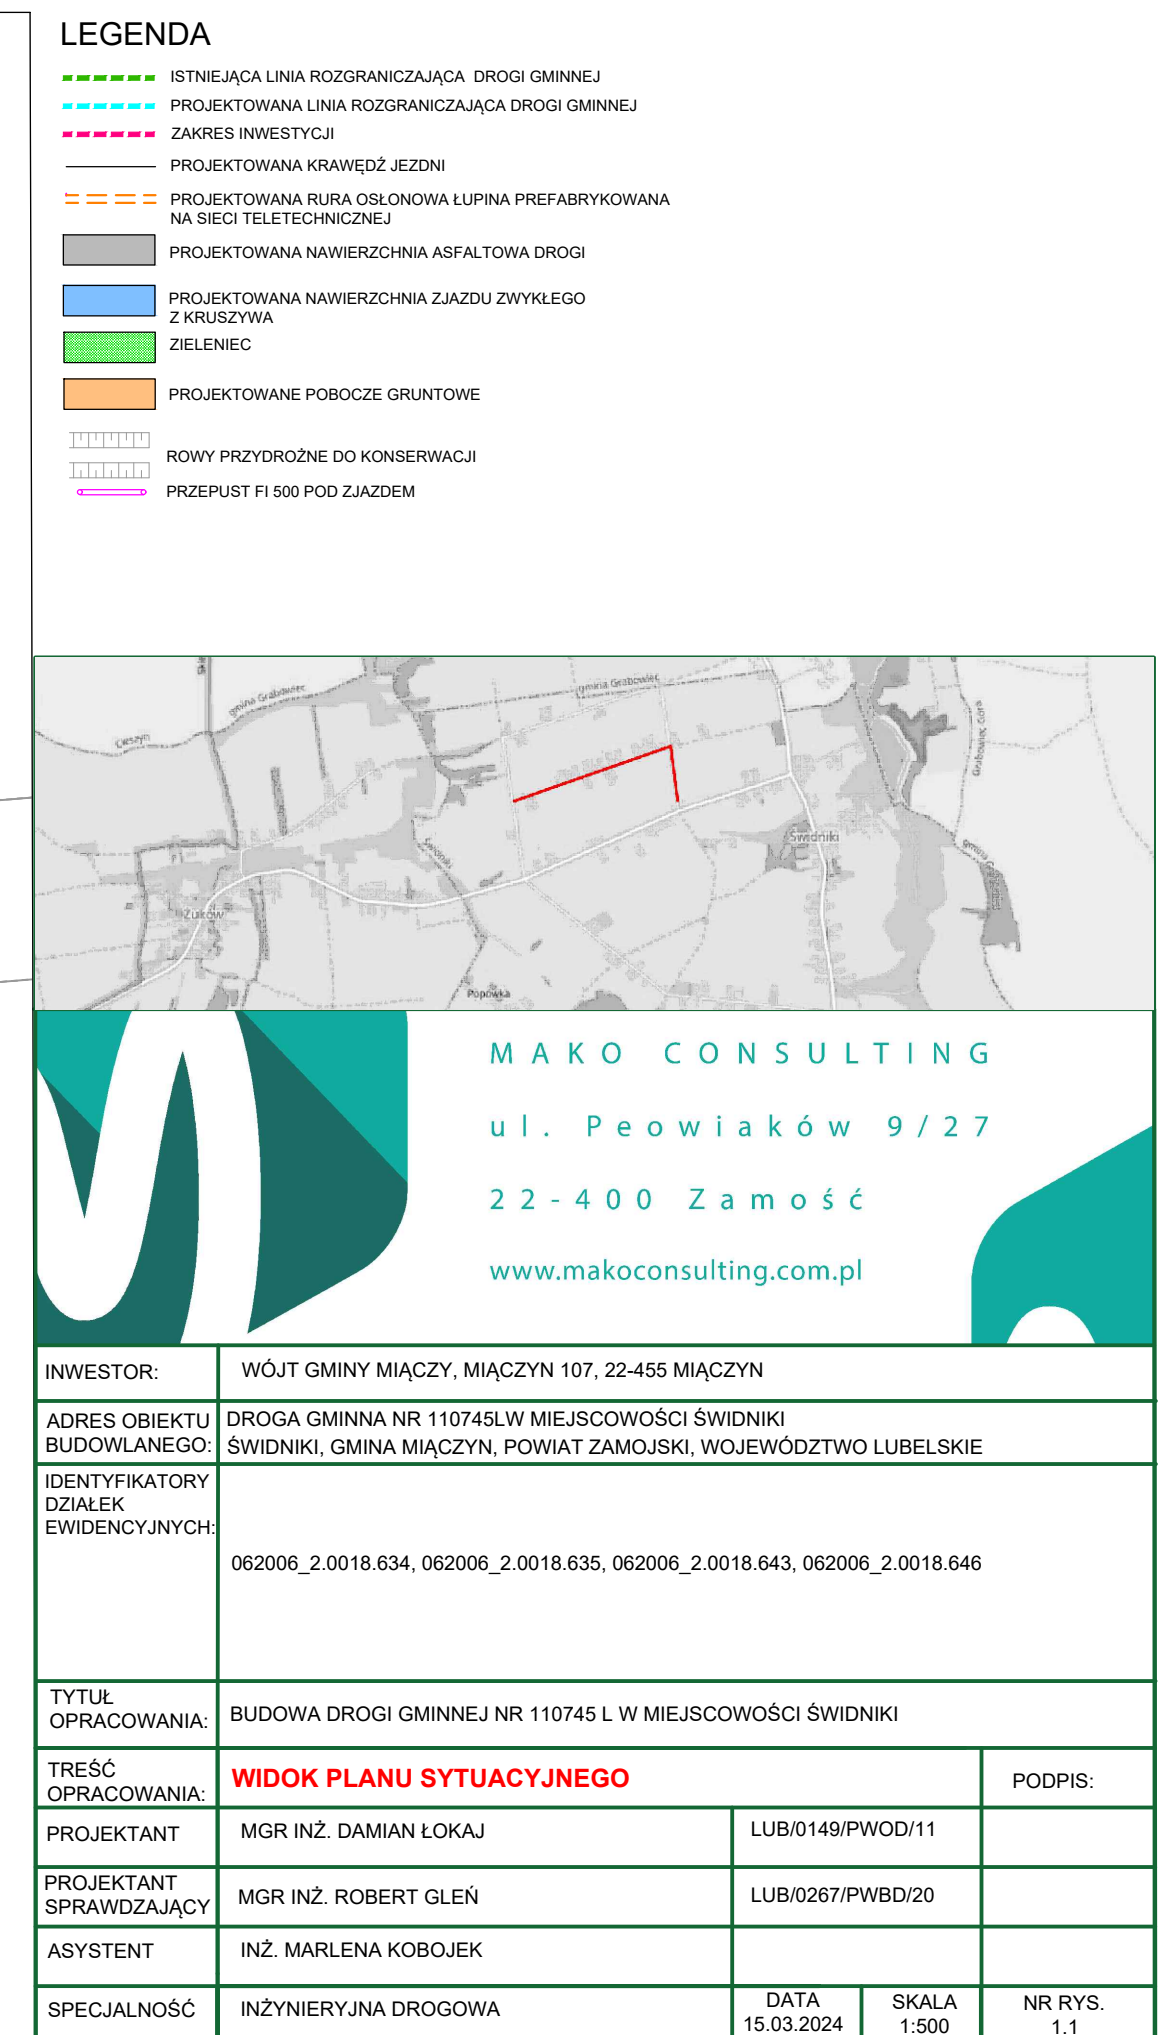 LEGENDA
ISTNIEJĄCA LINIA ROZGRANICZAJĄCA DROGI GMINNEJ
PROJEKTOWANA LINIA ROZGRANICZAJĄCA DROGI GMINNEJ
ZAKRES INWESTYCJI
PROJEKTOWANA KRAWĘDŹ JEZDNI
PROJEKTOWANA RURA OSŁONOWA ŁUPINA PREFABRYKOWANA
NA SIECI TELETECHNICZNEJ
PROJEKTOWANA NAWIERZCHNIA ASFALTOWA DROGI
PROJEKTOWANA NAWIERZCHNIA ZJAZDU ZWYKŁEGO
Z KRUSZYWA
ZIELENIEC
PROJEKTOWANE POBOCZE GRUNTOWE
ROWY PRZYDROŻNE DO KONSERWACJI
PRZEPUST FI 500 POD ZJAZDEM
gmina Grabowiec
gmina Grabowiec
Cieszyn
Grabowiec Góra
Świdniki
Świdniki
Żuków
Popówka
MAKO CONSULTING
ul. Peowiaków 9/27
22-400 Zamość
www.makoconsulting.com.pl
INWESTOR:
WÓJT GMINY MIĄCZY, MIĄCZYN 107, 22-455 MIĄCZYN
ADRES OBIEKTU
BUDOWLANEGO:
DROGA GMINNA NR 110745LW MIEJSCOWOŚCI ŚWIDNIKI
ŚWIDNIKI, GMINA MIĄCZYN, POWIAT ZAMOJSKI, WOJEWÓDZTWO LUBELSKIE
IDENTYFIKATORY
DZIAŁEK
EWIDENCYJNYCH:
062006_2.0018.634, 062006_2.0018.635, 062006_2.0018.643, 062006_2.0018.646
TYTUŁ
OPRACOWANIA:
BUDOWA DROGI GMINNEJ NR 110745 L W MIEJSCOWOŚCI ŚWIDNIKI
TREŚĆ
OPRACOWANIA:
WIDOK PLANU SYTUACYJNEGO
PODPIS:
PROJEKTANT
MGR INŻ. DAMIAN ŁOKAJ
LUB/0149/PWOD/11
PROJEKTANT
SPRAWDZAJĄCY
MGR INŻ. ROBERT GLEŃ
LUB/0267/PWBD/20
ASYSTENT
INŻ. MARLENA KOBOJEK
SPECJALNOŚĆ
INŻYNIERYJNA DROGOWA
DATA
15.03.2024
SKALA
1:500
NR RYS.
1.1